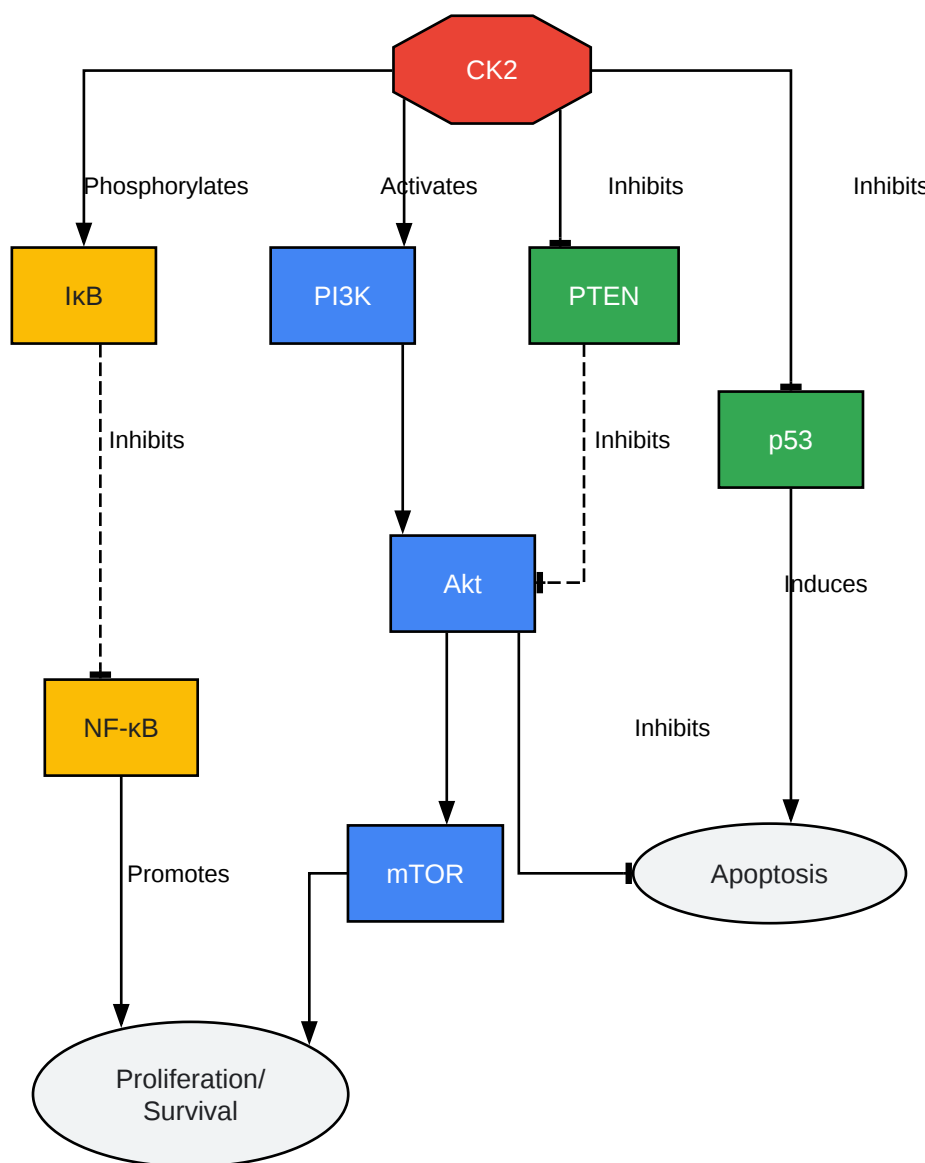 CK2
Phosphorylates
Activates
Inhibits
Inhibits
IκB
PI3K
PTEN
Inhibits
Inhibits
p53
Akt
Induces
NF-κB
Inhibits
Promotes
mTOR
Apoptosis
Proliferation/
Survival